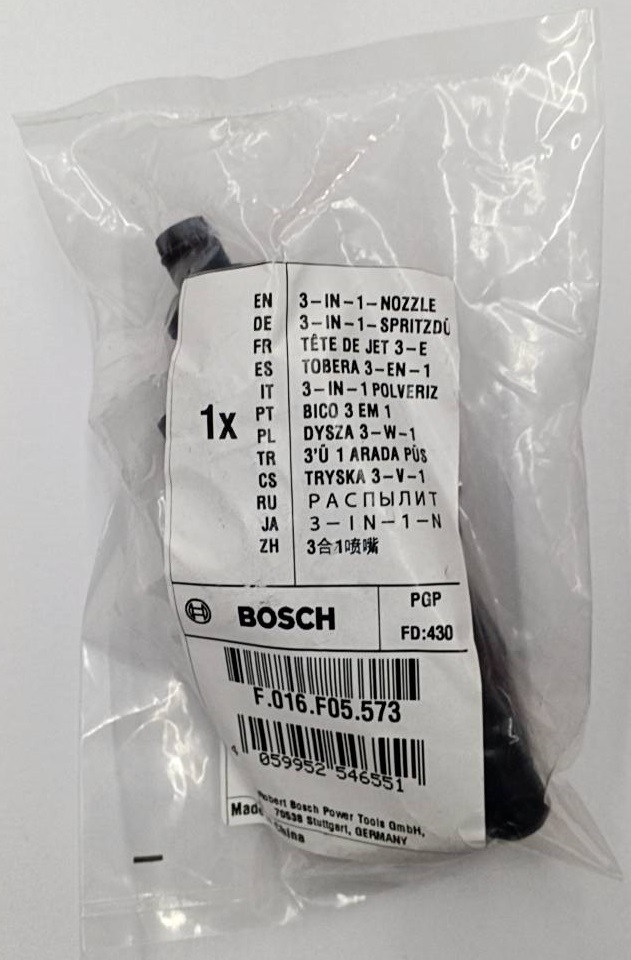 1x
EN 3-IN-1-NOZZLE
DE 3-IN-1-SPRITZDÜ
FR TÊTE DE JET 3-E
ES TOBERA 3-EN-1
IT 3-IN-1 POLVERIZ
PT BICO 3 EM 1
PL DYSZA 3-W-1
TR 3'Ü 1 ARADA PÜS
CS TRYSKA 3-V-1
RU РАСПЫЛИТ
JA 3-IN-1-N
ZH 3合1喷嘴
BOSCH
PGP
FD:430
F.016.F05.573
4 059952 546551
Robert Bosch Power Tools GmbH,
70538 Stuttgart, GERMANY
Made in China